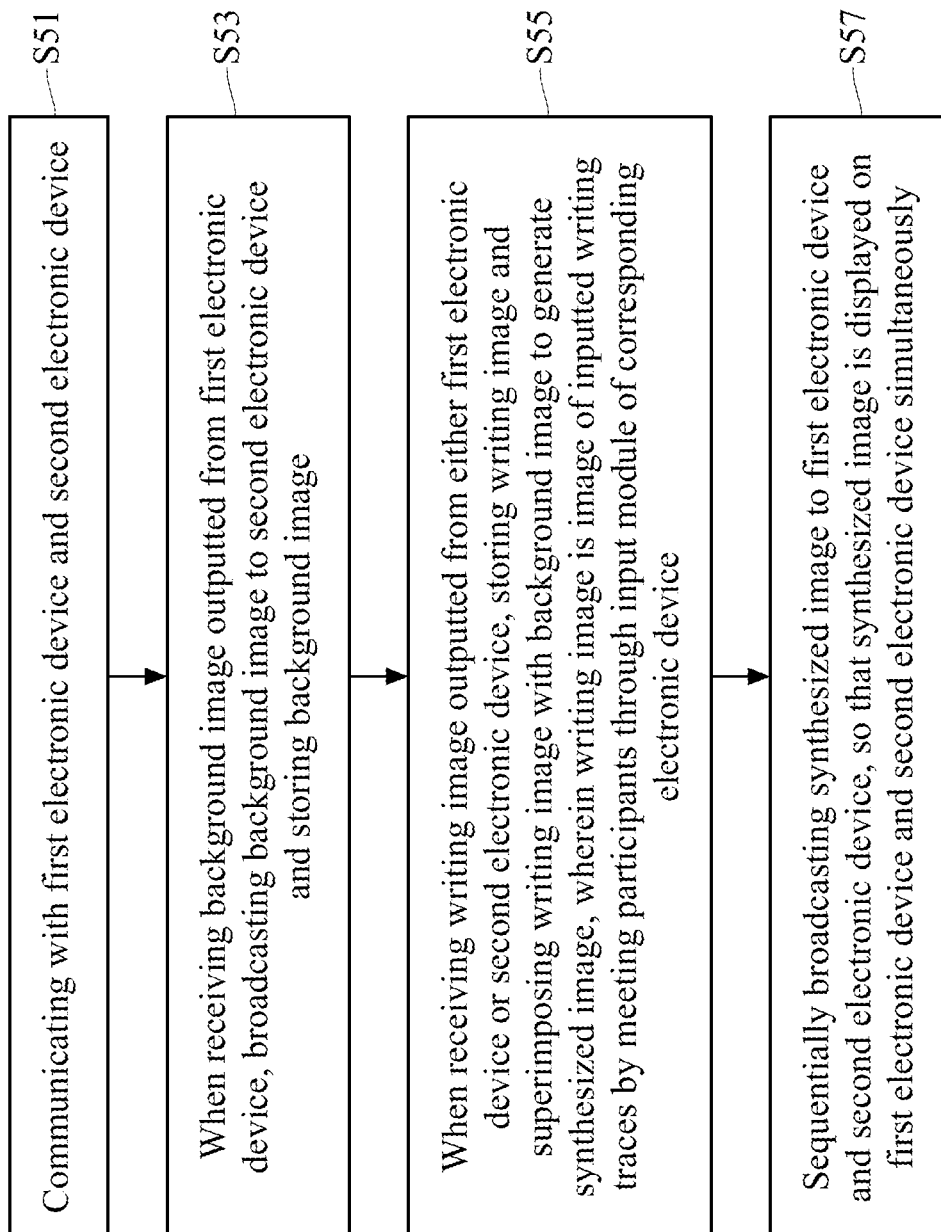 Communicating with first electronic device and second electronic device
S51
When receiving background image outputted from first electronic
device, broadcasting background image to second electronic device
and storing background image
S53
When receiving writing image outputted from either first electronic
device or second electronic device, storing writing image and
superimposing writing image with background image to generate
synthesized image, wherein writing image is image of inputted writing
traces by meeting participants through input module of corresponding
electronic device
S55
Sequentially broadcasting synthesized image to first electronic device
and second electronic device, so that synthesized image is displayed on
first electronic device and second electronic device simultaneously
S57